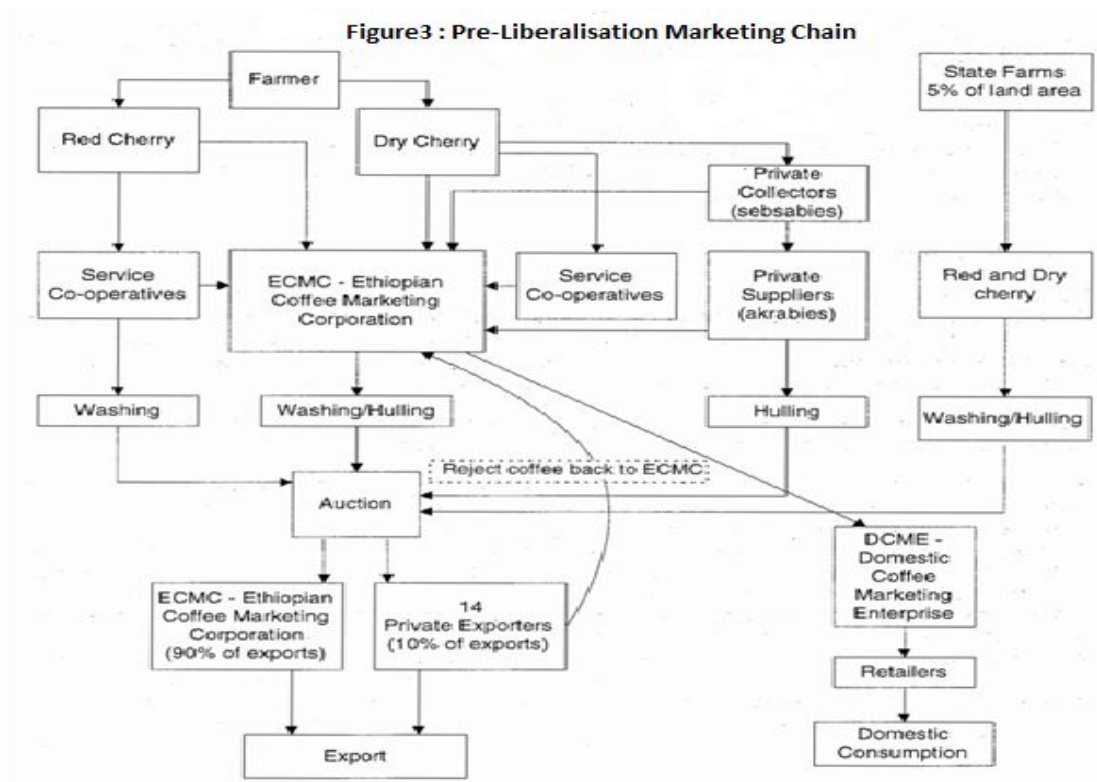 Figure3 : Pre-Liberalisation Marketing Chain
Farmer
State Farms
5% of land area
Red Cherry
Dry Cherry
Private
Collectors
(sebsabies)
Service
Co-operatives
ECMC - Ethiopian
Coffee Marketing
Corporation
Service
Co-operatives
Private
Suppliers
(akrabies)
Red and Dry
cherry
Washing
Washing/Hulling
Hulling
Washing/Hulling
Reject coffee back to ECMC
Auction
DCME -
Domestic
Coffee
Marketing
Enterprise
ECMC - Ethiopian
Coffee Marketing
Corporation
(90% of exports)
14
Private Exporters
(10% of exports)
Retailers
Export
Domestic
Consumption